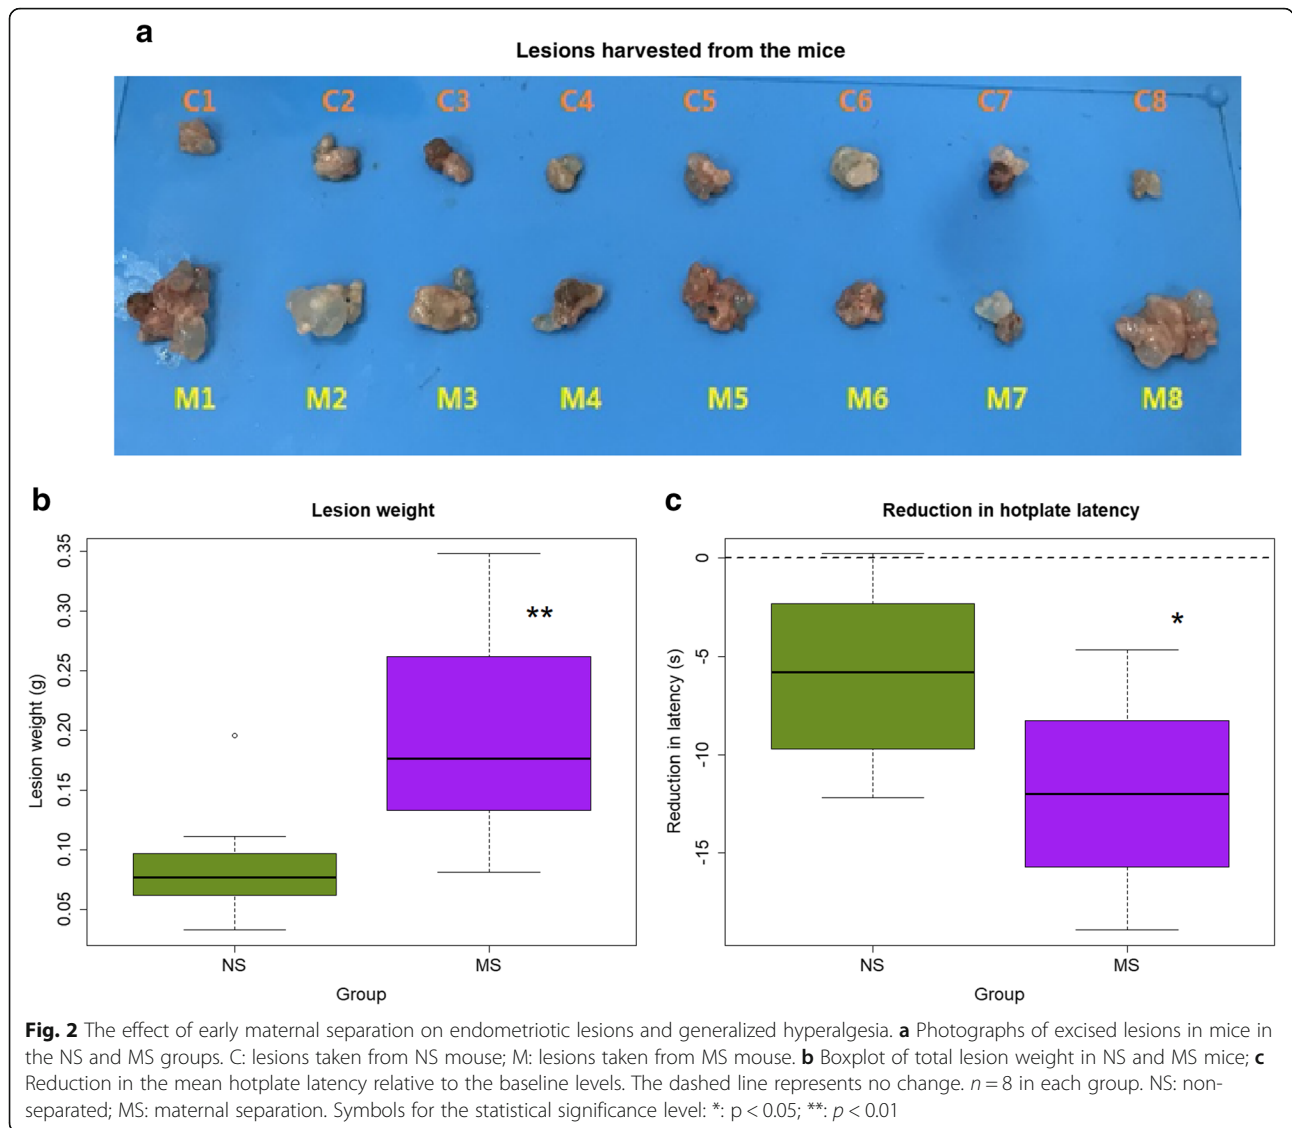 a
Lesions harvested from the mice
C1 C2 C3 C4 C5 C6 C7 C8
M1 M2 M3 M4 M5 M6 M7 M8
b
Lesion weight
Lesion weight (g)
0.35
0.30
0.25
0.20
0.15
0.10
0.05
**
NS MS
Group
c
Reduction in hotplate latency
Reduction in latency (s)
0
-5
-10
-15
*
NS MS
Group
Fig. 2 The effect of early maternal separation on endometriotic lesions and generalized hyperalgesia. a Photographs of excised lesions in mice in
the NS and MS groups. C: lesions taken from NS mouse; M: lesions taken from MS mouse. b Boxplot of total lesion weight in NS and MS mice; c
Reduction in the mean hotplate latency relative to the baseline levels. The dashed line represents no change. n = 8 in each group. NS: non-
separated; MS: maternal separation. Symbols for the statistical significance level: *: p < 0.05; **: p < 0.01